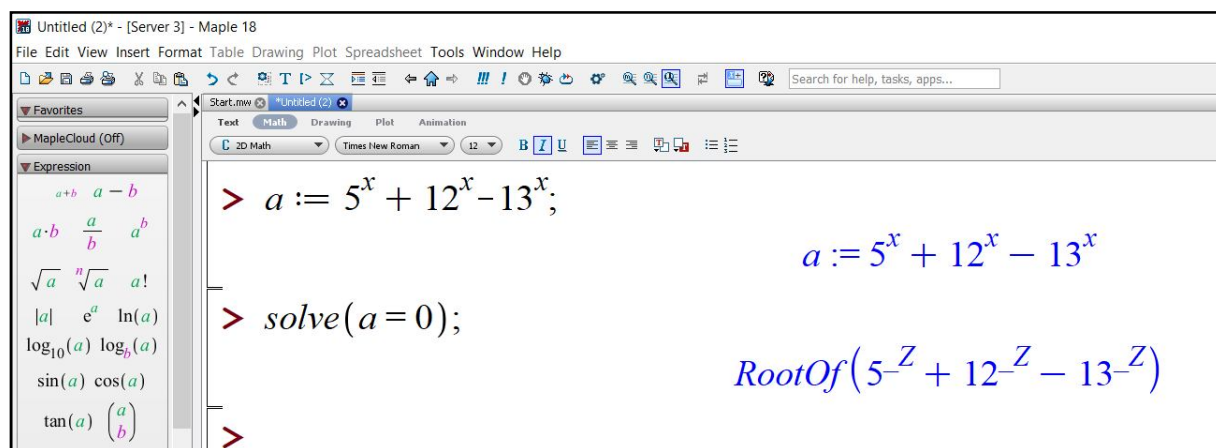 Untitled (2)* - [Server 3] - Maple 18
File Edit View Insert Format Table Drawing Plot Spreadsheet Tools Window Help
Search for help, tasks, apps...
Favorites
MapleCloud (Off)
Expression
a+b a − b
a·b a/b a^b
√a ⁿ√a a!
|a| e^a ln(a)
log₁₀(a) log_b(a)
sin(a) cos(a)
tan(a) (a b)
Start.mw *Untitled (2)
Text Math Drawing Plot Animation
C 2D Math Times New Roman 12 B I U
> a := 5^x + 12^x − 13^x;
a := 5^x + 12^x − 13^x
> solve(a = 0);
RootOf(5^_Z + 12^_Z − 13^_Z)
>